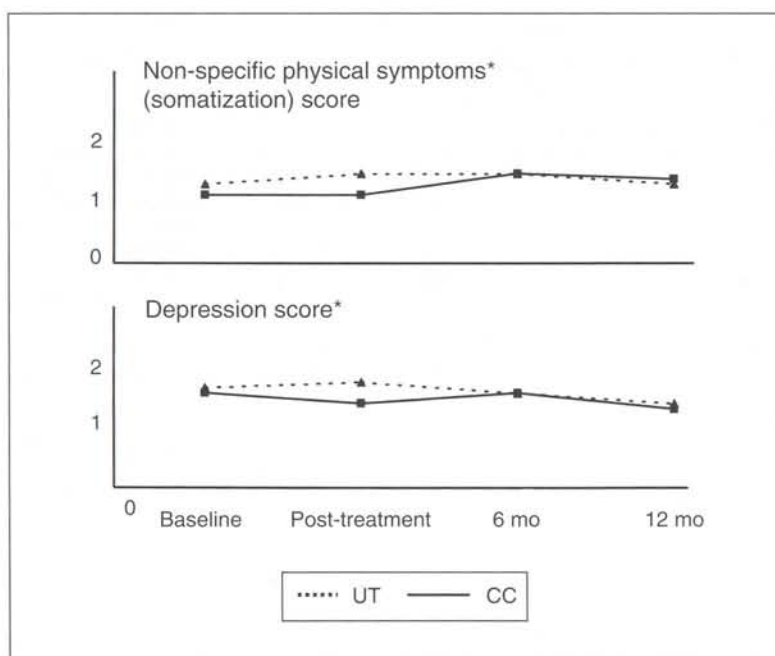 Non-specific physical symptoms*
(somatization) score
2
1
0
Depression score*
2
1
0
Baseline Post-treatment 6 mo 12 mo
UT CC